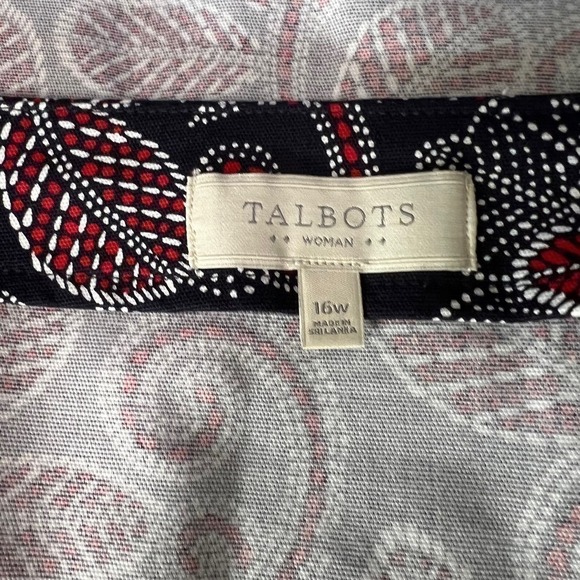 TALBOTS
WOMAN
16W
MADE IN
SRI LANKA